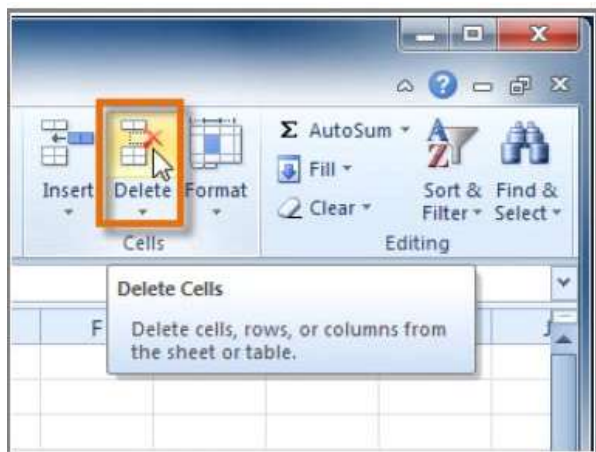 Σ AutoSum
Fill
Clear
Insert Delete Format
A
Z
Sort & Find &
Filter Select
Cells Editing
Delete Cells
F J
Delete cells, rows, or columns from
the sheet or table.